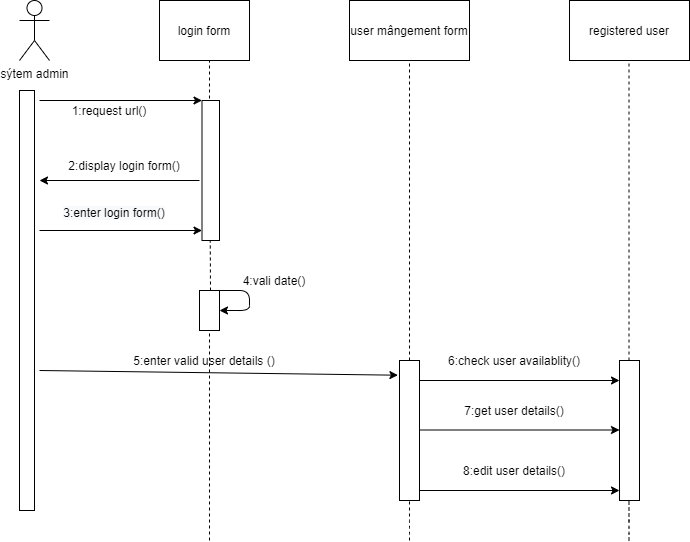 login form
user mângement form
registered user
sýtem admin
1:request url()
2:display login form()
3:enter login form()
4:vali date()
5:enter valid user details ()
6:check user availablity()
7:get user details()
8:edit user details()